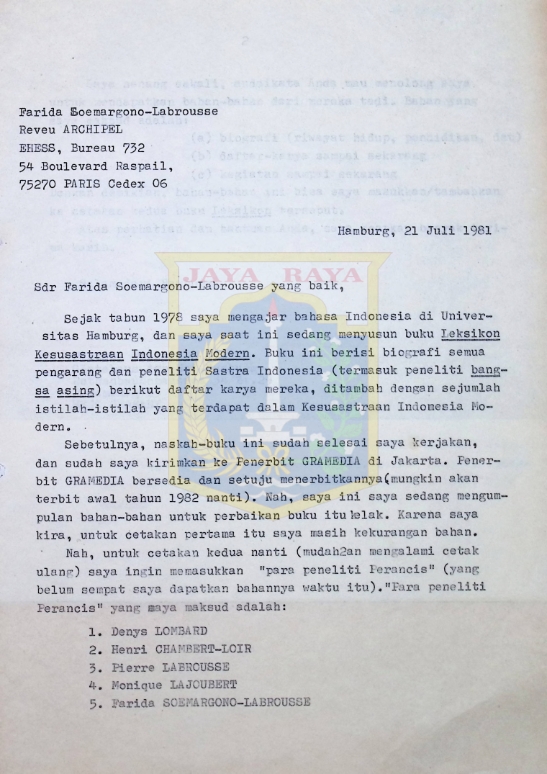 Farida Soemargono-Labrousse
Reveu ARCHIPEL
EHESS, Bureau 732
54 Boulevard Raspail,
75270 PARIS Cedex 06
Hamburg, 21 Juli 1981
JAYA RAYA
Sdr Farida Soemargono-Labrousse yang baik,
Sejak tahun 1978 saya mengajar bahasa Indonesia di Univer-
sitas Hamburg, dan saya saat ini sedang menyusun buku Leksikon
Kesusastraan Indonesia Modern. Buku ini berisi biografi semua
pengarang dan peneliti Sastra Indonesia (termasuk peneliti bang-
sa asing) berikut daftar karya mereka, ditambah dengan sejumlah
istilah-istilah yang terdapat dalam Kesusastraan Indonesia Mo-
dern.
Sebetulnya, naskah-buku ini sudah selesai saya kerjakan,
dan sudah saya kirimkan ke Penerbit GRAMEDIA di Jakarta. Pener-
bit GRAMEDIA bersedia dan setuju menerbitkannya(mungkin akan
terbit awal tahun 1982 nanti). Nah, saya ini saya sedang mengum-
pulan bahan-bahan untuk perbaikan buku itu kelak. Karena saya
kira, untuk cetakan pertama itu saya masih kekurangan bahan.
Nah, untuk cetakan kedua nanti (mudah2an mengalami cetak
ulang) saya ingin memasukkan "para peneliti Perancis" (yang
belum sempat saya dapatkan bahannya waktu itu)."Para peneliti
Perancis" yang maya maksud adalah:
1. Denys LOMBARD
2. Henri CHAMBERT-LOIR
3. Pierre LABROUSSE
4. Monique LAJOUBERT
5. Farida SOEMARGONO-LABROUSSE